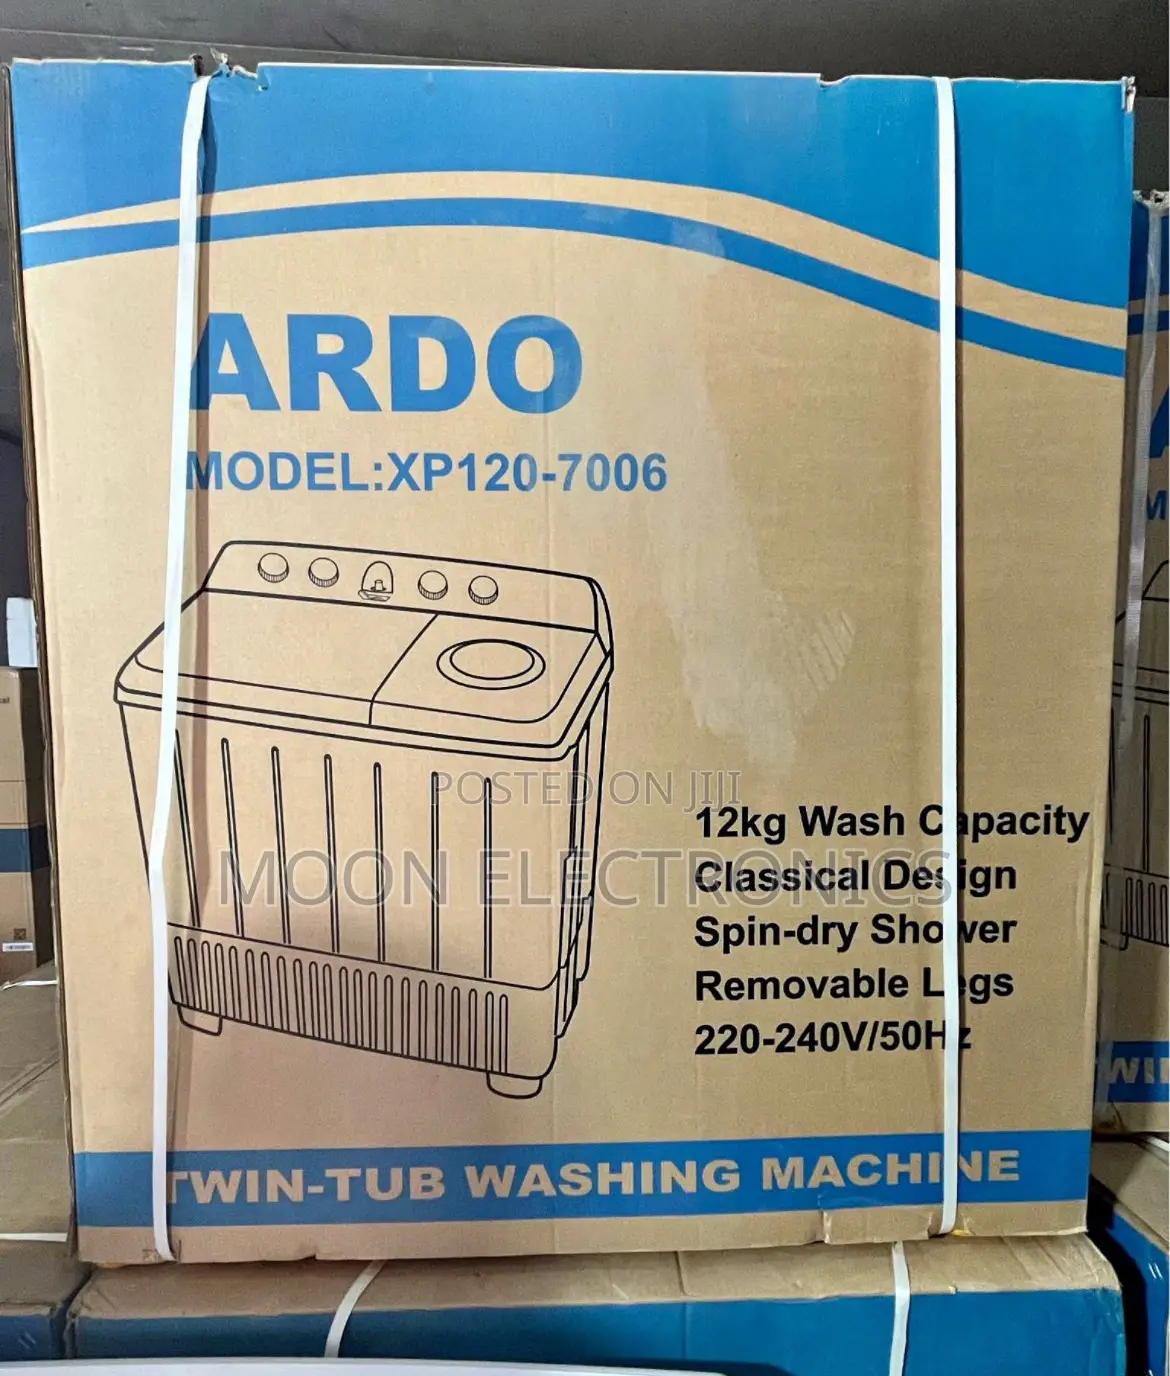 ARDO
MODEL:XP120-7006
POSTED ON JIJI
MOON ELECTRONICS
12kg Wash Capacity
Classical Design
Spin-dry Shower
Removable Legs
220-240V/50Hz
TWIN-TUB WASHING MACHINE